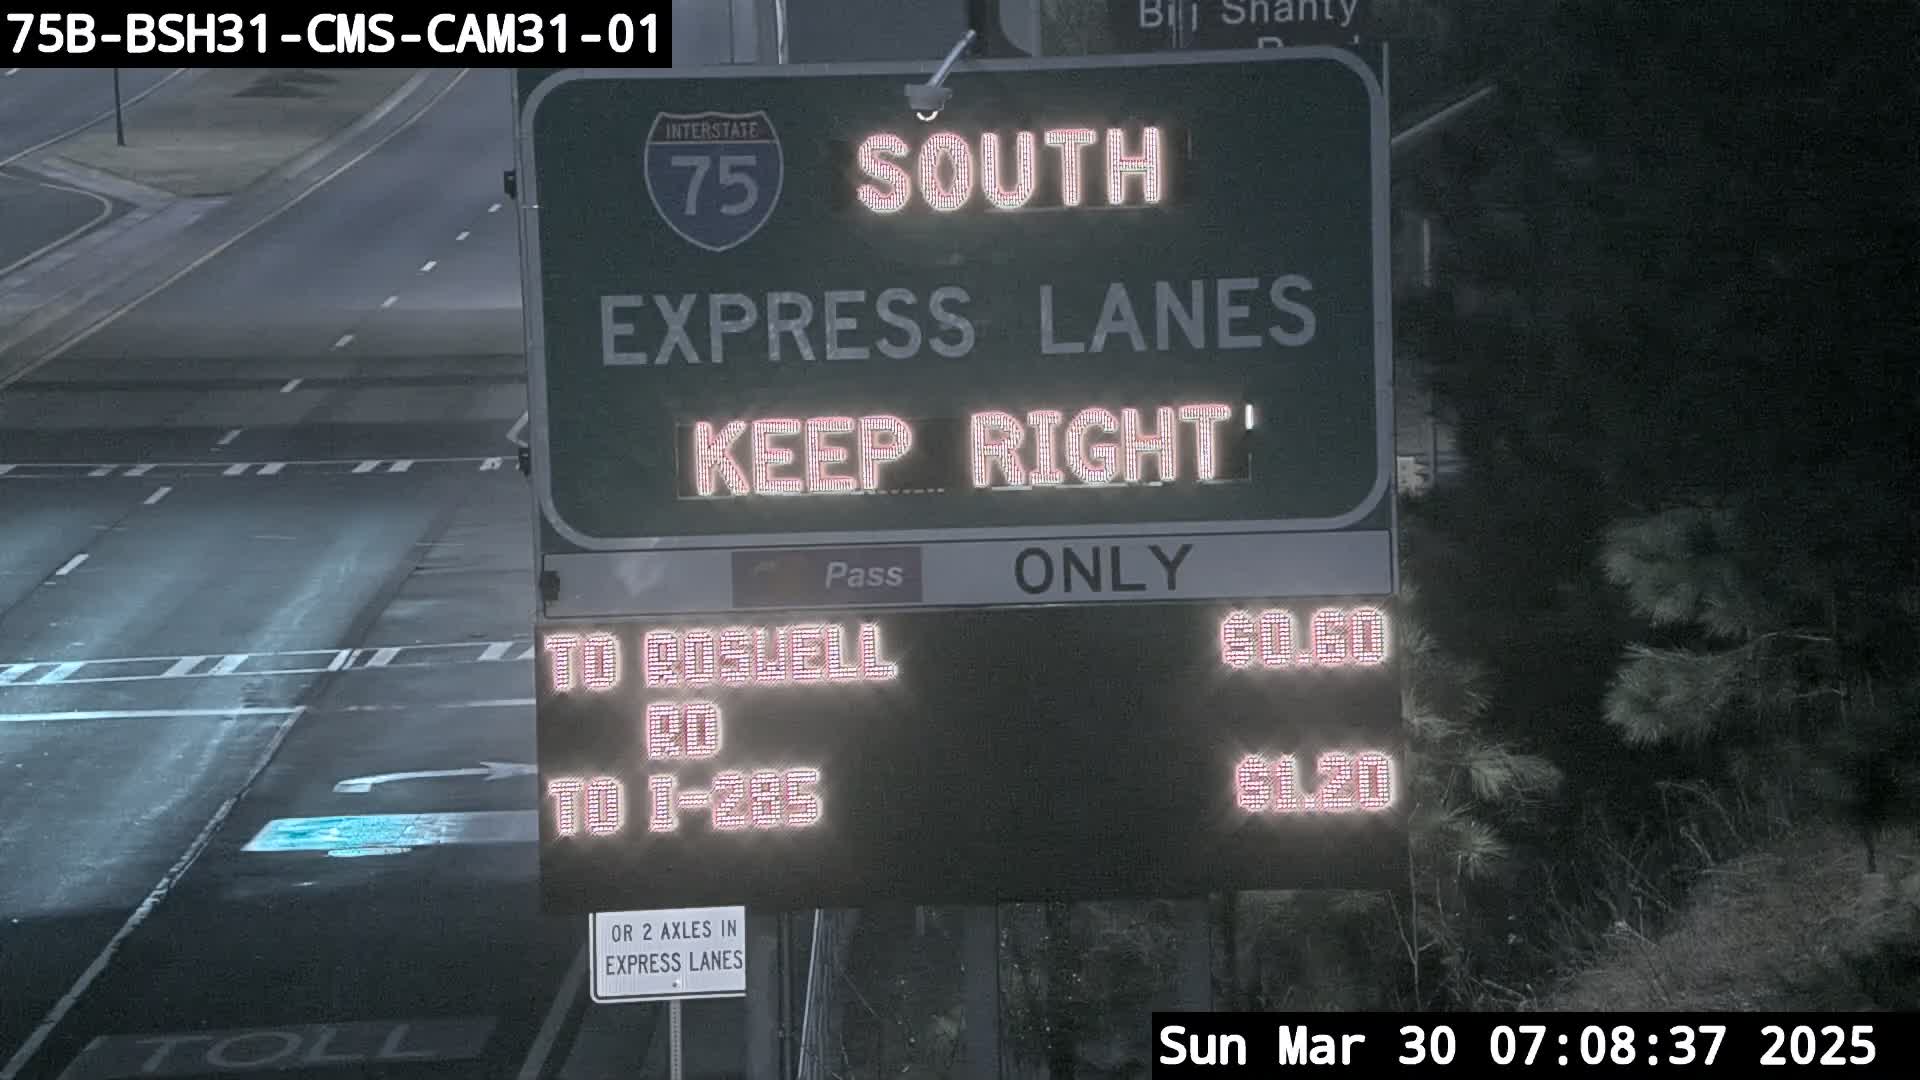 75B-BSH31-CMS-CAM31-01
Shanty
INTERSTATE
75
SOUTH
EXPRESS LANES
KEEP RIGHT
Pass ONLY
TO ROSWELL $0.60
RD
TO I-285 $1.20
OR 2 AXLES IN
EXPRESS LANES
TOLL
Sun Mar 30 07:08:37 2025